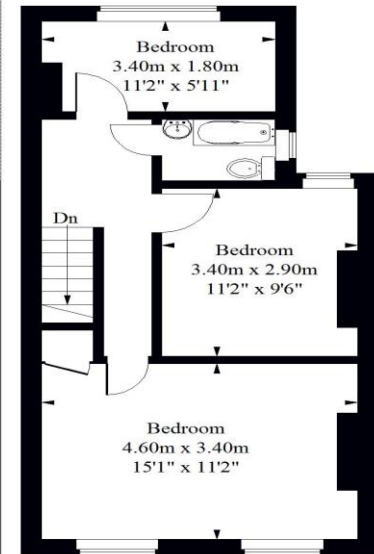 Bedroom
3.40m x 1.80m
11'2" x 5'11"
Dn
Bedroom
3.40m x 2.90m
11'2" x 9'6"
Bedroom
4.60m x 3.40m
15'1" x 11'2"